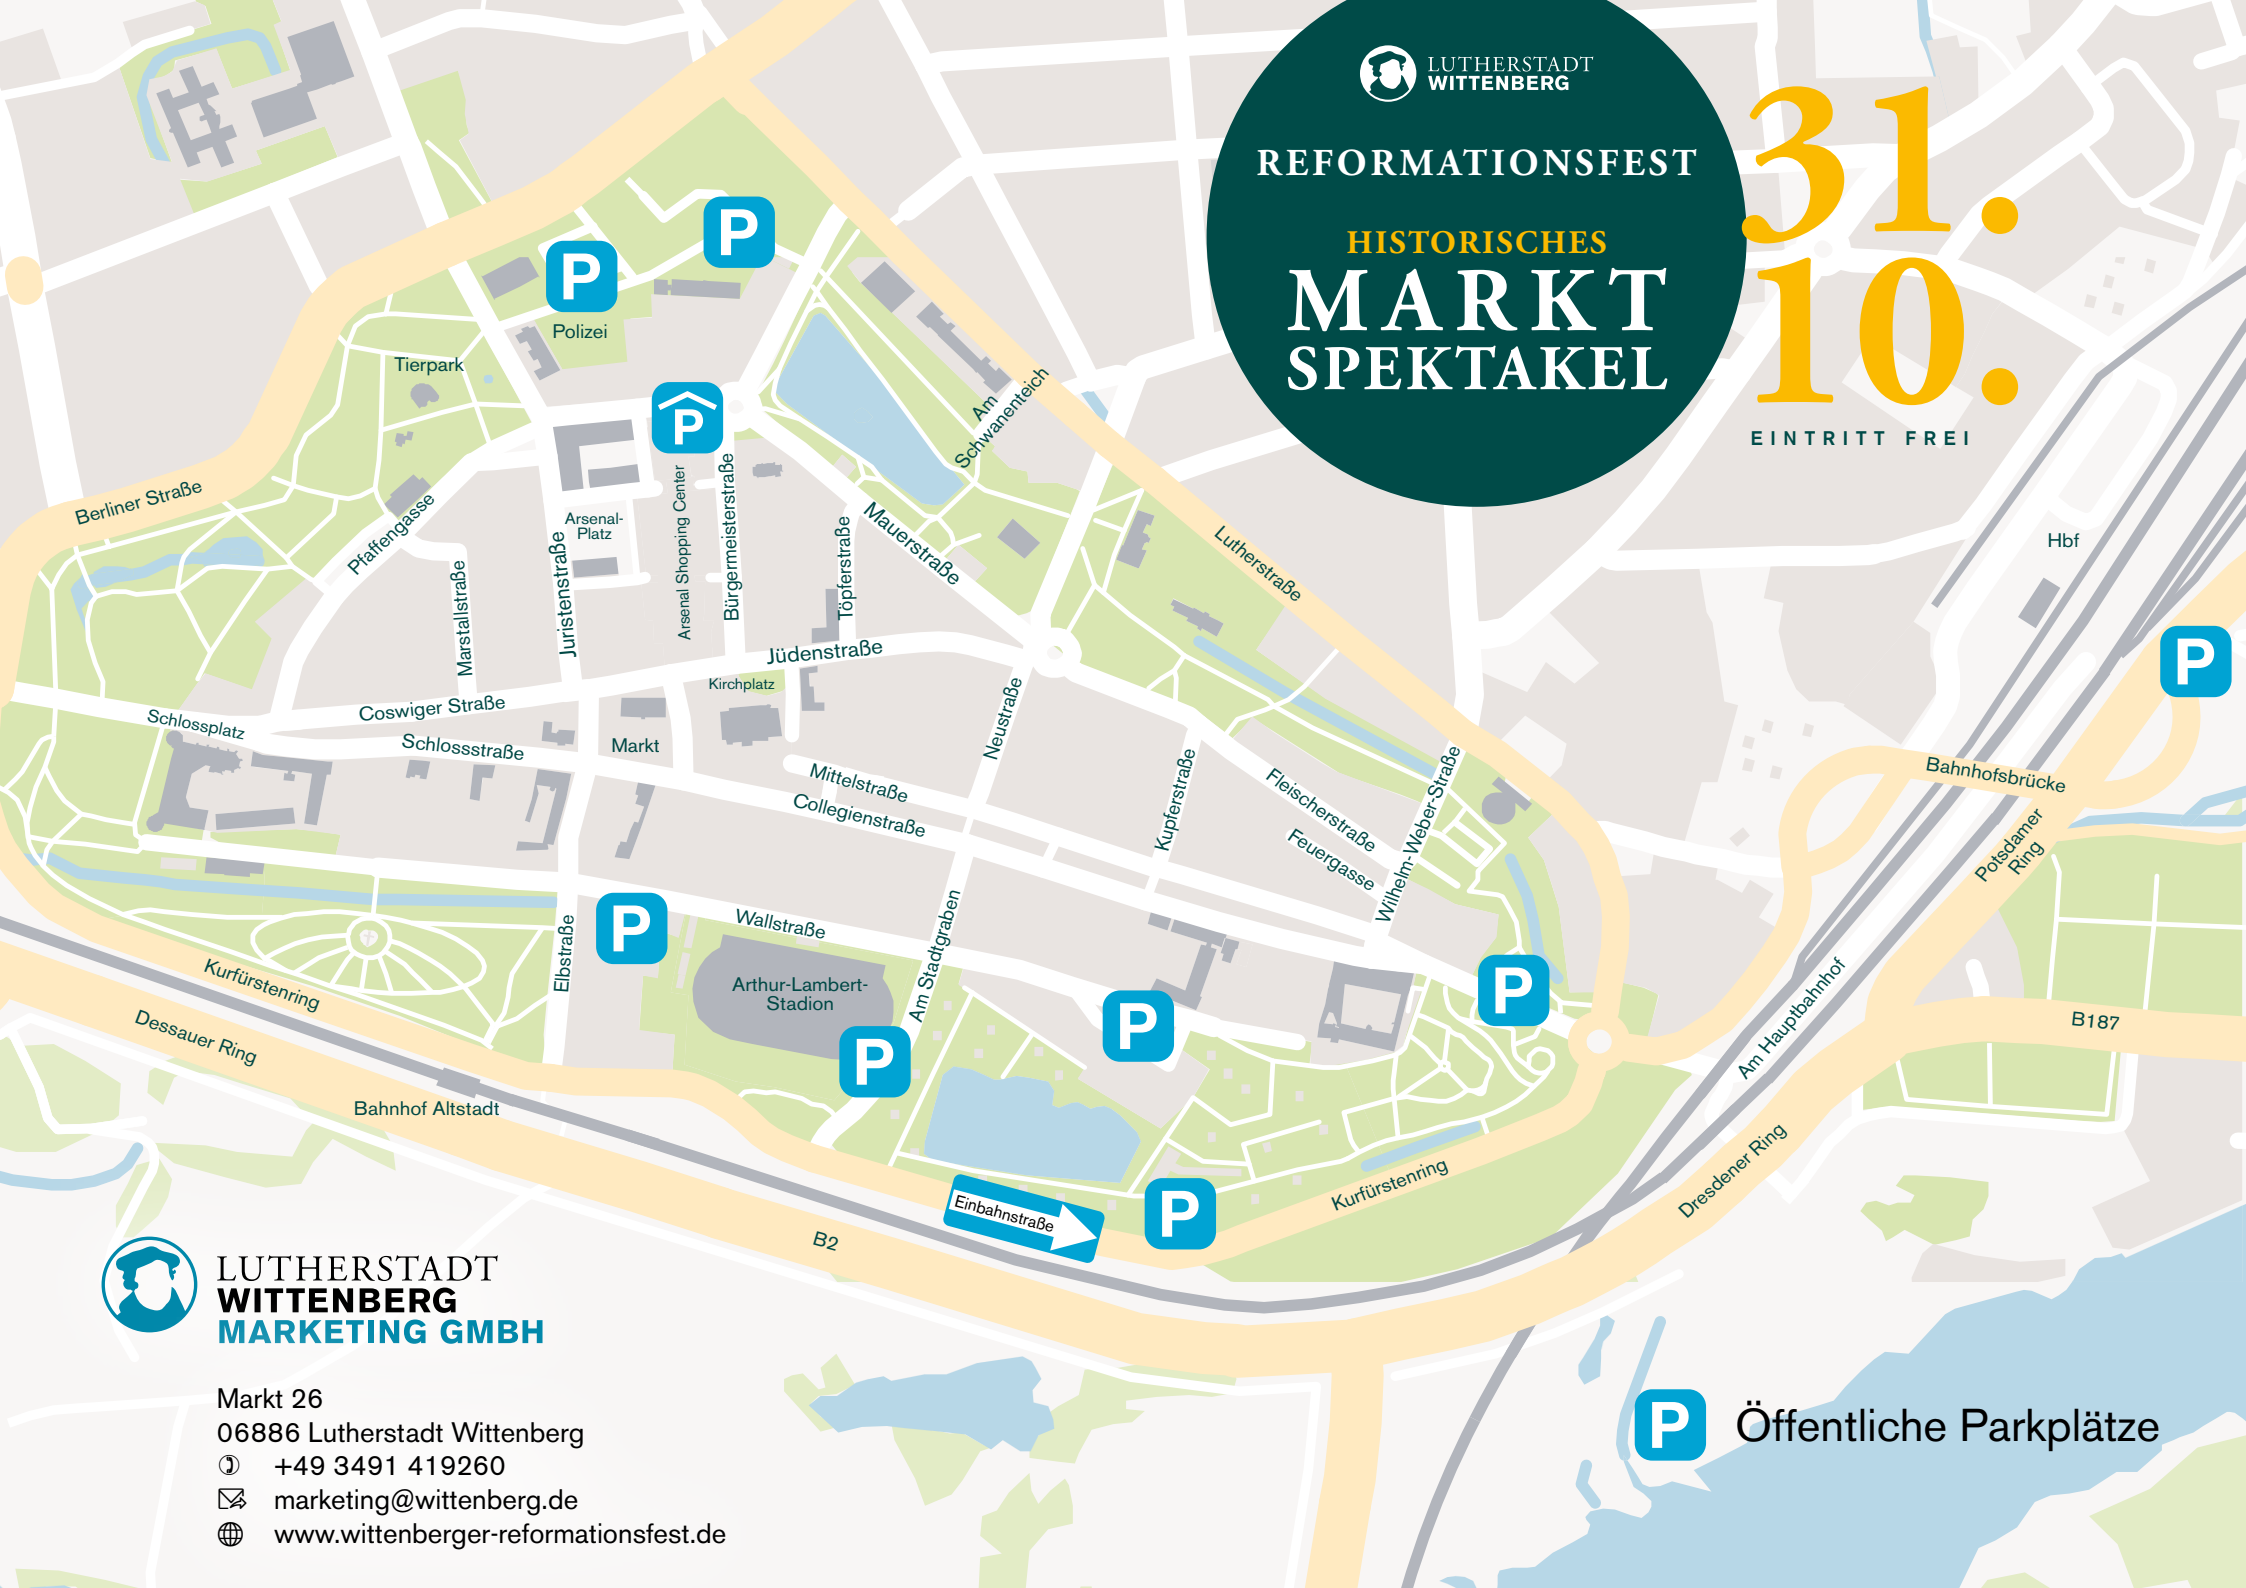 LUTHERSTADT
WITTENBERG
REFORMATIONSFEST
HISTORISCHES
MARKT
SPEKTAKEL
31.
10.
EINTRITT FREI
P
P
Polizei
Tierpark
P
Am
Schwanenteich
Berliner Straße
Pfaffengasse
Marstallstraße
Juristenstraße
Arsenal-
Platz
Arsenal Shopping Center
Bürgermeisterstraße
Töpferstraße
Mauerstraße
Lutherstraße
Hbf
P
Jüdenstraße
Kirchplatz
Coswiger Straße
Schlossplatz
Schlossstraße
Markt
Neustraße
Mittelstraße
Collegienstraße
Kupferstraße
Fleischerstraße
Feuergasse
Wilhelm-Weber-Straße
Bahnhofsbrücke
Potsdamer
Ring
P
Wallstraße
Elbstraße
Am Stadtgraben
Arthur-Lambert-
Stadion
P
P
P
Kurfürstenring
Dessauer Ring
Bahnhof Altstadt
Am Hauptbahnhof
B187
Dresdener Ring
Kurfürstenring
Einbahnstraße
P
B2
LUTHERSTADT
WITTENBERG
MARKETING GMBH
Markt 26
06886 Lutherstadt Wittenberg
+49 3491 419260
marketing@wittenberg.de
www.wittenberger-reformationsfest.de
P Öffentliche Parkplätze